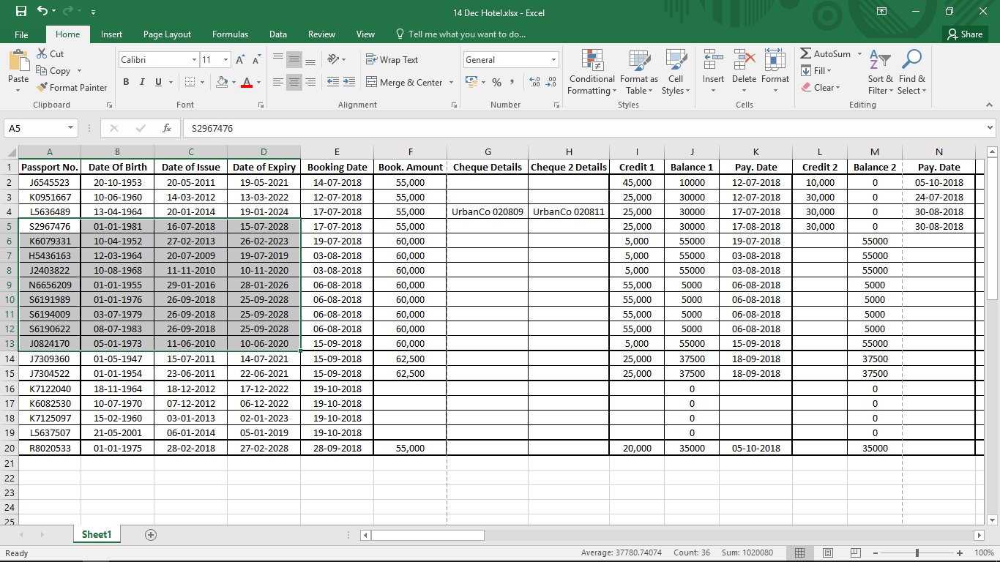 14 Dec Hotel.xlsx - Excel
File Home Insert Page Layout Formulas Data Review View Tell me what you want to do... Share
Paste Cut Copy Format Painter Clipboard
Calibri 11 B I U A Font
Wrap Text Merge & Center Alignment
General % Number
Conditional Formatting Format as Table Cell Styles Styles
Insert Delete Format Cells
AutoSum Fill Clear Sort & Filter Find & Select Editing
A5 fx S2967476
A B C D E F G H I J K L M N
1 Passport No. Date Of Birth Date of Issue Date of Expiry Booking Date Book. Amount Cheque Details Cheque 2 Details Credit 1 Balance 1 Pay. Date Credit 2 Balance 2 Pay. Date
2 J6545523 20-10-1953 20-05-2011 19-05-2021 14-07-2018 55,000 45,000 10000 12-07-2018 10,000 0 05-10-2018
3 K0951667 10-06-1960 14-03-2012 13-03-2022 12-07-2018 55,000 25,000 30000 12-07-2018 30,000 0 24-07-2018
4 L5636489 13-04-1964 20-01-2014 19-01-2024 17-07-2018 55,000 UrbanCo 020809 UrbanCo 020811 25,000 30000 17-07-2018 30,000 0 30-08-2018
5 S2967476 01-01-1981 16-07-2018 15-07-2028 17-07-2018 55,000 25,000 30000 17-08-2018 30,000 0 30-08-2018
6 K6079331 10-04-1952 27-02-2013 26-02-2023 19-07-2018 60,000 5,000 55000 19-07-2018 55000
7 H5436163 12-03-1964 20-07-2009 19-07-2019 03-08-2018 60,000 5,000 55000 03-08-2018 55000
8 J2403822 10-08-1968 11-11-2010 10-11-2020 03-08-2018 60,000 5,000 55000 03-08-2018 55000
9 N6656209 01-01-1955 29-01-2016 28-01-2026 06-08-2018 60,000 55,000 5000 06-08-2018 5000
10 S6191989 01-01-1976 26-09-2018 25-09-2028 06-08-2018 60,000 55,000 5000 06-08-2018 5000
11 S6194009 03-07-1979 26-09-2018 25-09-2028 06-08-2018 60,000 55,000 5000 06-08-2018 5000
12 S6190622 08-07-1983 26-09-2018 25-09-2028 06-08-2018 60,000 55,000 5000 06-08-2018 5000
13 J0824170 05-01-1973 11-06-2010 10-06-2020 15-09-2018 60,000 5,000 55000 15-09-2018 55000
14 J7309360 01-05-1947 15-07-2011 14-07-2021 15-09-2018 62,500 25,000 37500 18-09-2018 37500
15 J7304522 01-01-1954 23-06-2011 22-06-2021 15-09-2018 62,500 25,000 37500 18-09-2018 37500
16 K7122040 18-11-1964 18-12-2012 17-12-2022 19-10-2018 0 0
17 K6082530 10-07-1970 07-12-2012 06-12-2022 19-10-2018 0 0
18 K7125097 15-02-1960 03-01-2013 02-01-2023 19-10-2018 0 0
19 L5637507 21-05-2001 06-01-2014 05-01-2019 19-10-2018 0 0
20 R8020533 01-01-1975 28-02-2018 27-02-2028 28-09-2018 55,000 20,000 35000 05-10-2018 35000
21
22
23
24
25
Sheet1
Ready Average: 37780.74074 Count: 36 Sum: 1020080 100%